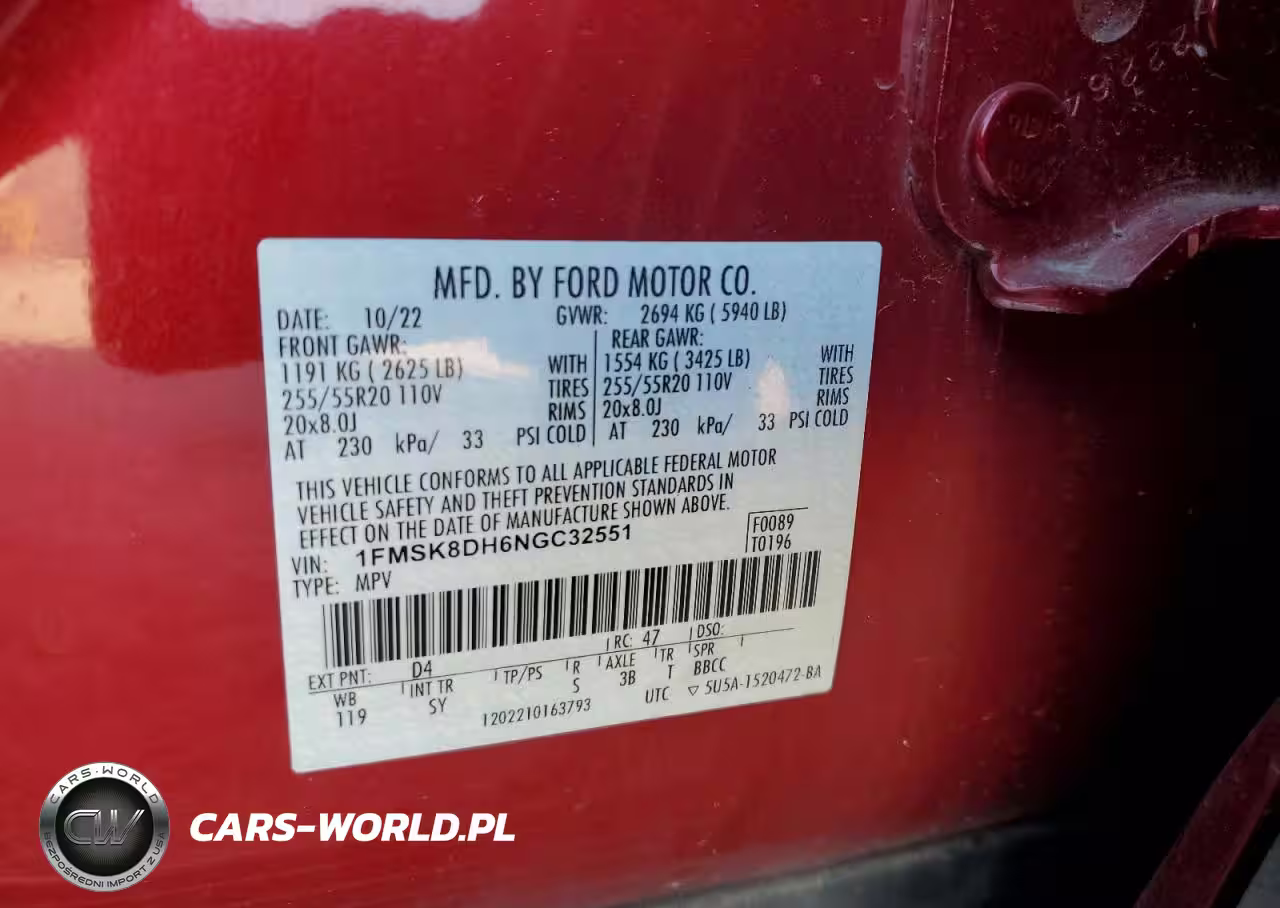 MFD. BY FORD MOTOR CO.
DATE: 10/22 GVWR: 2694 KG ( 5940 LB)
FRONT GAWR: REAR GAWR:
1191 KG ( 2625 LB) WITH 1554 KG ( 3425 LB) WITH
255/55R20 110V TIRES 255/55R20 110V TIRES
20x8.0J RIMS 20x8.0J RIMS
AT 230 kPa/ 33 PSI COLD AT 230 kPa/ 33 PSI COLD
THIS VEHICLE CONFORMS TO ALL APPLICABLE FEDERAL MOTOR
VEHICLE SAFETY AND THEFT PREVENTION STANDARDS IN
EFFECT ON THE DATE OF MANUFACTURE SHOWN ABOVE.
VIN: 1FMSK8DH6NGC32551 F0089
TYPE: MPV T0196
RC: 47 DSO:
EXT PNT: D4
WB INT TR TP/PS R AXLE TR SPR
119 SY S 3B T BBCC
1202210163793 UTC ▽ 5U5A-1520472-BA
CARS-WORLD
CW
BEZPOŚREDNI IMPORT Z USA
CARS-WORLD.PL